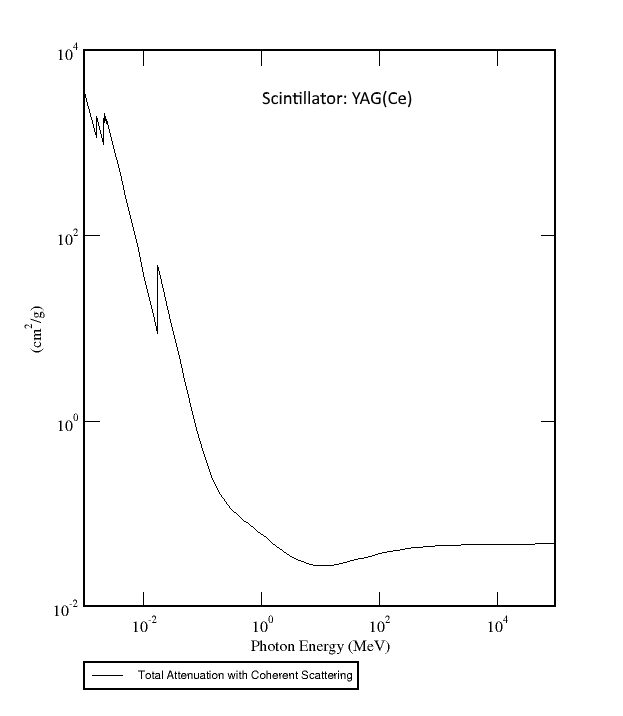 10^4
Scintillator: YAG(Ce)
10^2
(cm^2/g)
10^0
10^-2
10^-2 10^0 10^2 10^4
Photon Energy (MeV)
Total Attenuation with Coherent Scattering